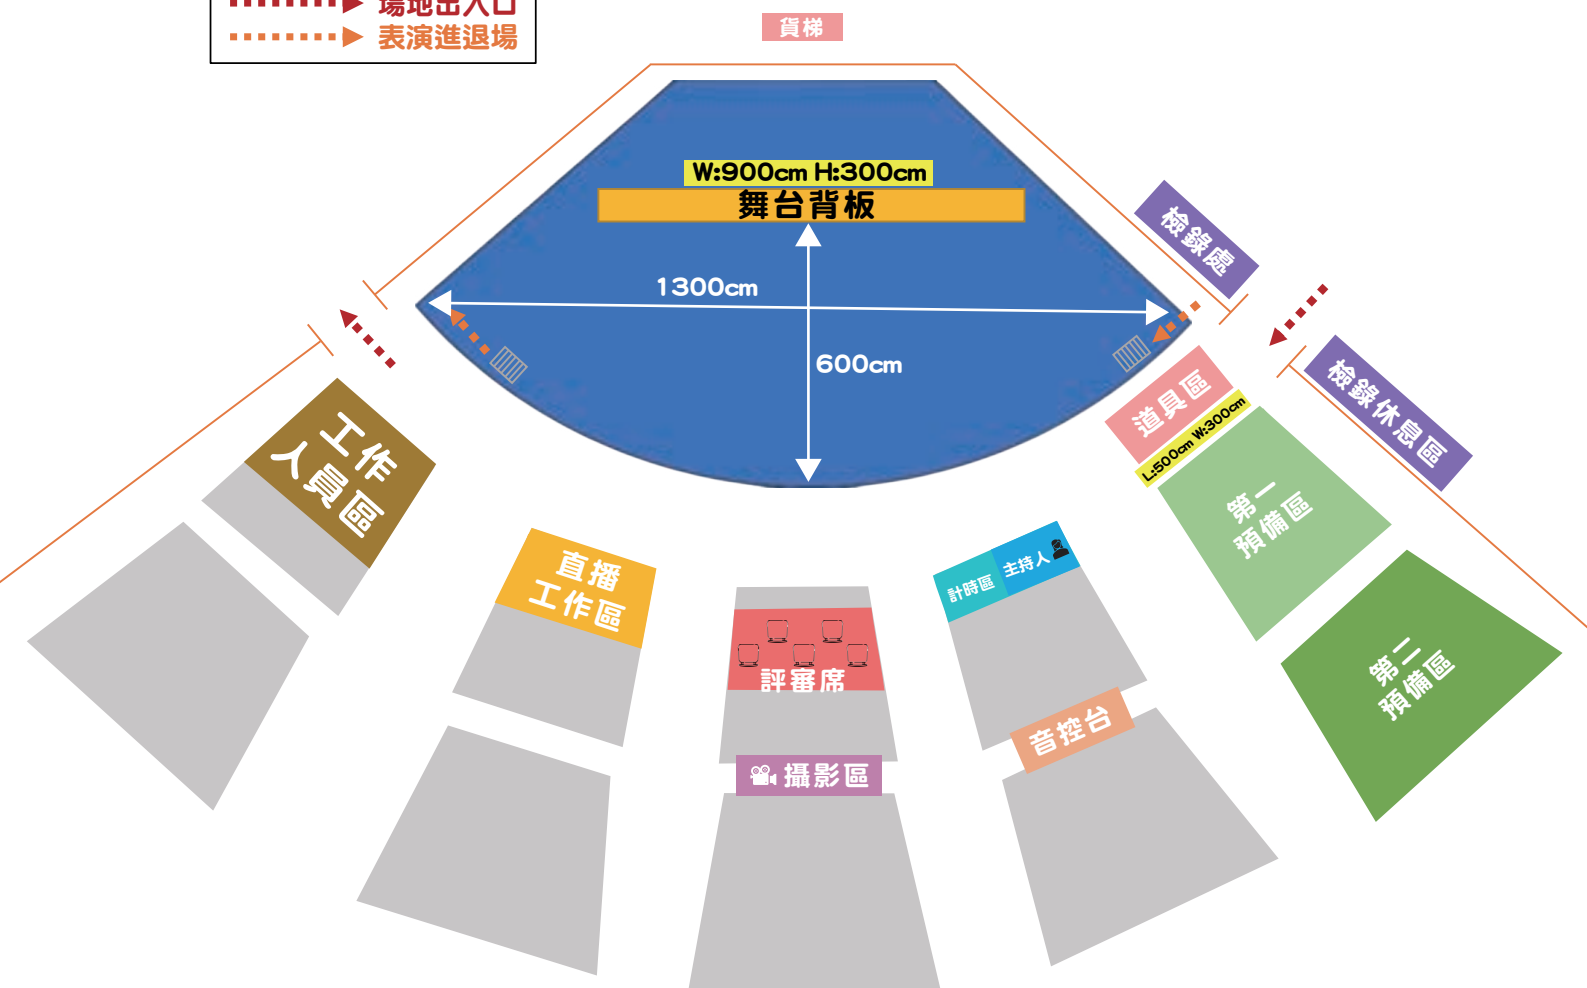 場地出入口
表演進退場
貨梯
W:900cm H:300cm
舞台背板
1300cm
600cm
檢錄處
檢錄休息區
道具區
L:500cm W:300cm
第一
預備區
第二
預備區
工作
人員區
直播
工作區
計時區
主持人
評審席
音控台
攝影區